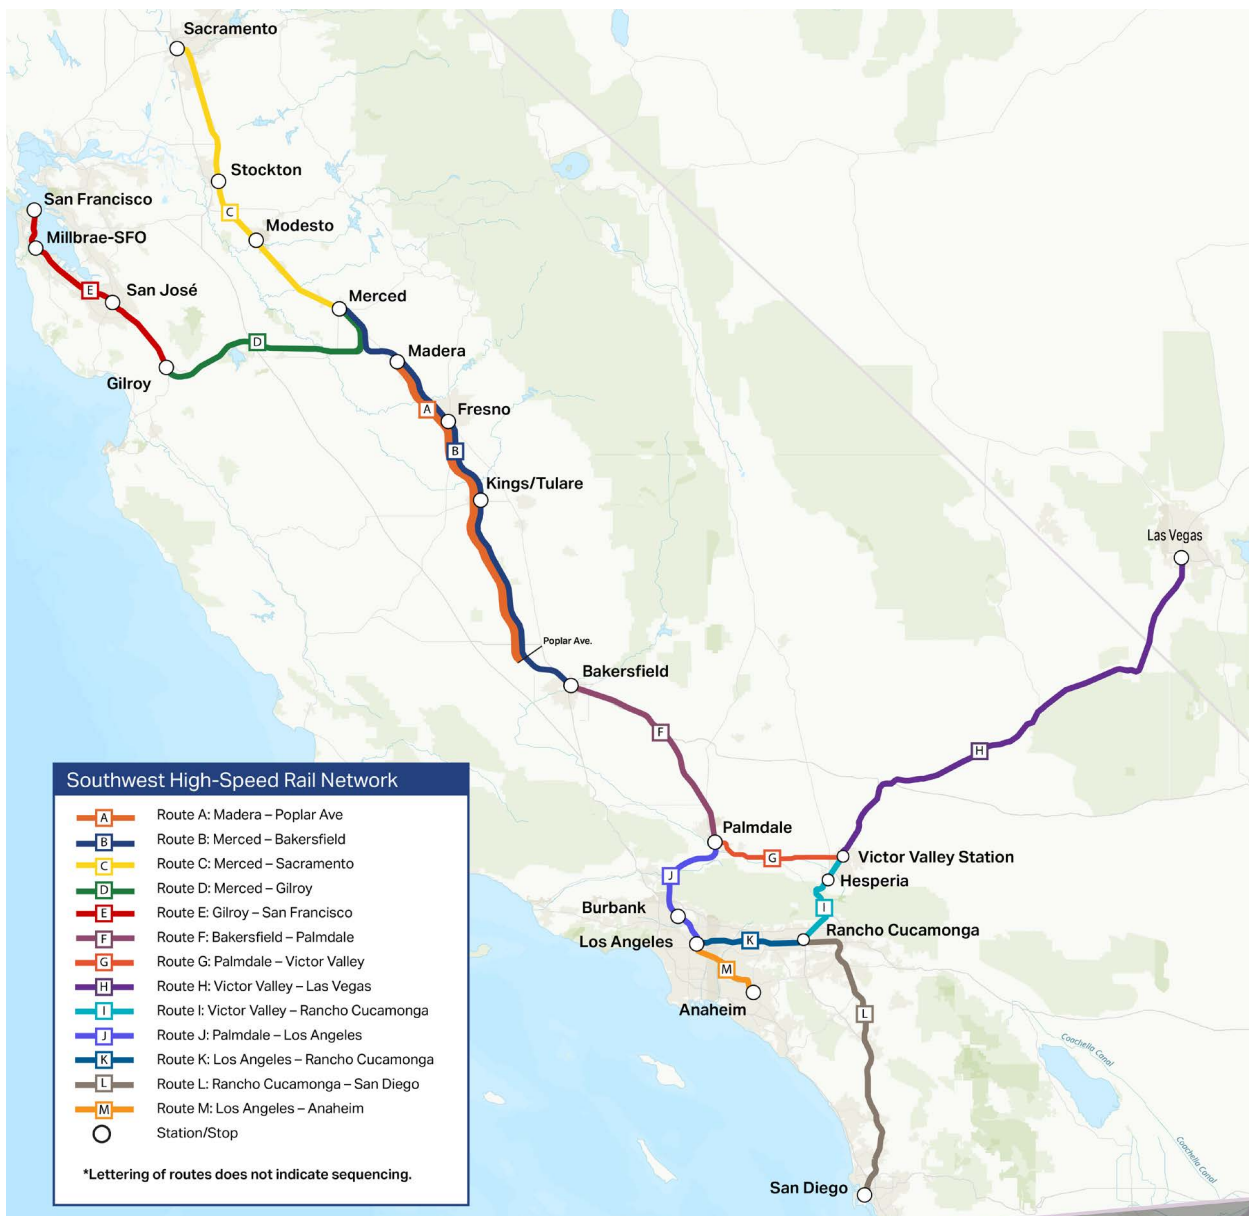 Sacramento
Stockton
San Francisco
C
Modesto
Millbrae-SFO
E
San José
Merced
D
Madera
Gilroy
A
Fresno
B
Kings/Tulare
Las Vegas
Poplar Ave.
Bakersfield
F
H
Palmdale
G
Victor Valley Station
J
Hesperia
Burbank
I
Los Angeles
K
Rancho Cucamonga
M
Anaheim
L
Coachella Canal
Coachella Canal
San Diego
Southwest High-Speed Rail Network
A Route A: Madera – Poplar Ave
B Route B: Merced – Bakersfield
C Route C: Merced – Sacramento
D Route D: Merced – Gilroy
E Route E: Gilroy – San Francisco
F Route F: Bakersfield – Palmdale
G Route G: Palmdale – Victor Valley
H Route H: Victor Valley – Las Vegas
I Route I: Victor Valley – Rancho Cucamonga
J Route J: Palmdale – Los Angeles
K Route K: Los Angeles – Rancho Cucamonga
L Route L: Rancho Cucamonga – San Diego
M Route M: Los Angeles – Anaheim
Station/Stop
*Lettering of routes does not indicate sequencing.